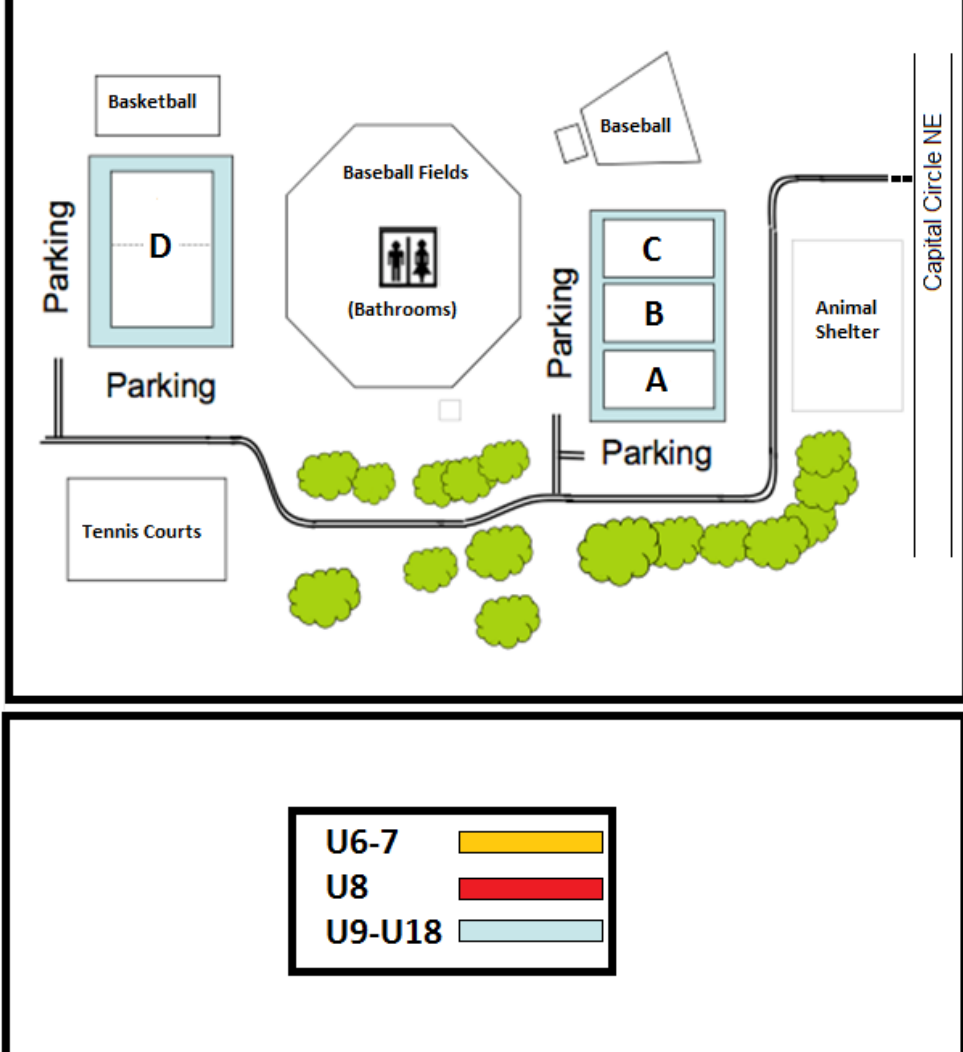 Basketball
Baseball
Baseball Fields
(Bathrooms)
Parking
D
Parking
Parking
C
B
A
Parking
Animal
Shelter
Capital Circle NE
Tennis Courts
U6-7
U8
U9-U18